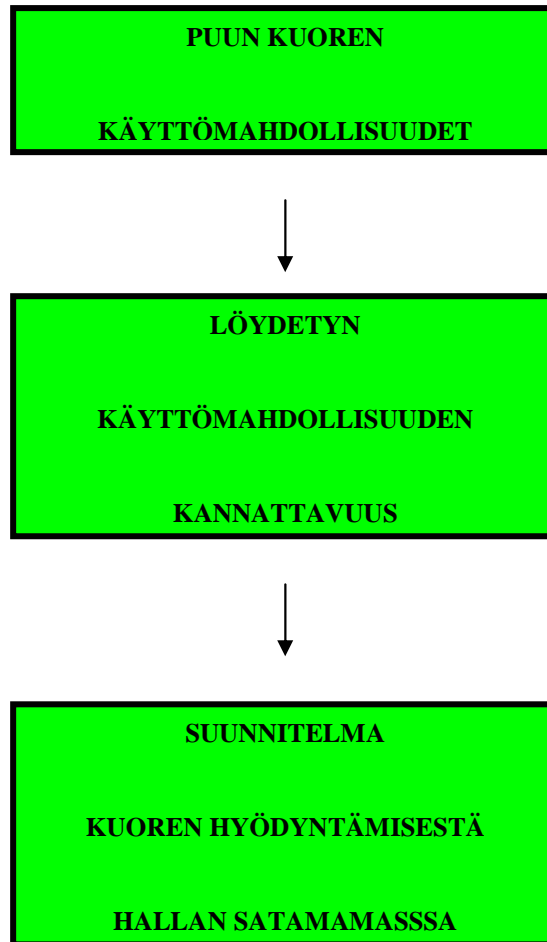 PUUN KUOREN
KÄYTTÖMAHDOLLISUUDET
LÖYDETYN
KÄYTTÖMAHDOLLISUUDEN
KANNATTAVUUS
SUUNNITELMA
KUOREN HYÖDYNTÄMISESTÄ
HALLAN SATAMAMASSSA